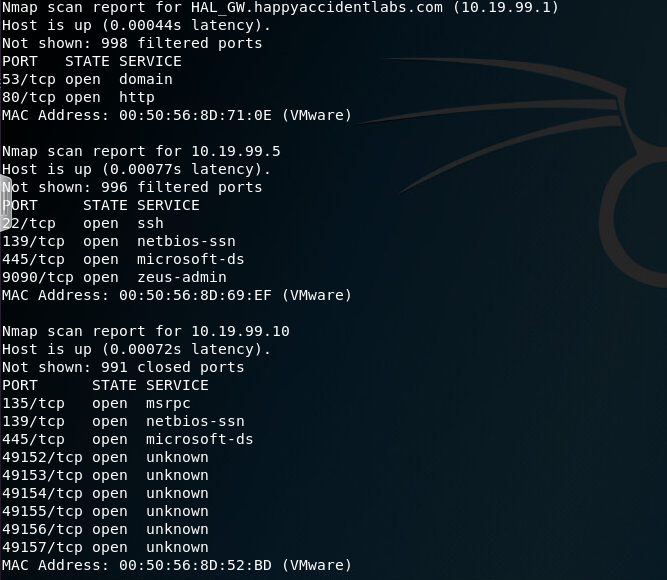 Nmap scan report for HAL_GW.happyaccidentlabs.com (10.19.99.1)
Host is up (0.00044s latency).
Not shown: 998 filtered ports
PORT   STATE SERVICE
53/tcp open  domain
80/tcp open  http
MAC Address: 00:50:56:8D:71:0E (VMware)

Nmap scan report for 10.19.99.5
Host is up (0.00077s latency).
Not shown: 996 filtered ports
PORT     STATE SERVICE
22/tcp   open  ssh
139/tcp  open  netbios-ssn
445/tcp  open  microsoft-ds
9090/tcp open  zeus-admin
MAC Address: 00:50:56:8D:69:EF (VMware)

Nmap scan report for 10.19.99.10
Host is up (0.00072s latency).
Not shown: 991 closed ports
PORT      STATE SERVICE
135/tcp   open  msrpc
139/tcp   open  netbios-ssn
445/tcp   open  microsoft-ds
49152/tcp open  unknown
49153/tcp open  unknown
49154/tcp open  unknown
49155/tcp open  unknown
49156/tcp open  unknown
49157/tcp open  unknown
MAC Address: 00:50:56:8D:52:BD (VMware)